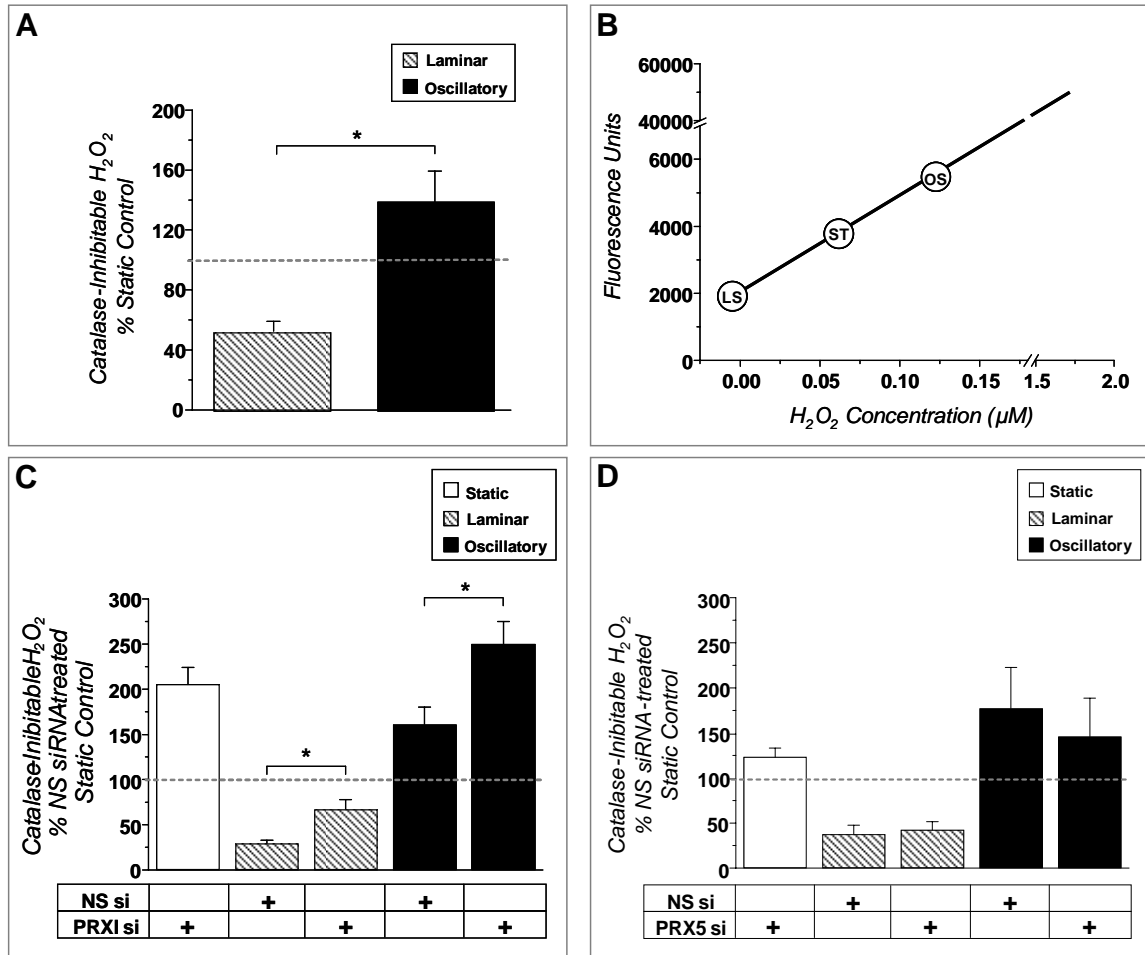 A
Laminar
Oscillatory
200
160
120
80
40
0
*
Catalase-Inhibitable H₂O₂
% Static Control
B
60000
40000
6000
4000
2000
0
Fluorescence Units
LS
ST
OS
0.00 0.05 0.10 0.15 1.5 2.0
H₂O₂ Concentration (µM)
C
Static
Laminar
Oscillatory
300
250
200
150
100
50
0
*
*
Catalase-InibitableH₂O₂
% NS siRNAtreated
Static Control
NS si + +
PRXI si + + +
D
Static
Laminar
Oscillatory
300
250
200
150
100
50
0
Catalase-Inhibitable H₂O₂
% NS siRNA-treated
Static Control
NS si + +
PRX5 si + + +